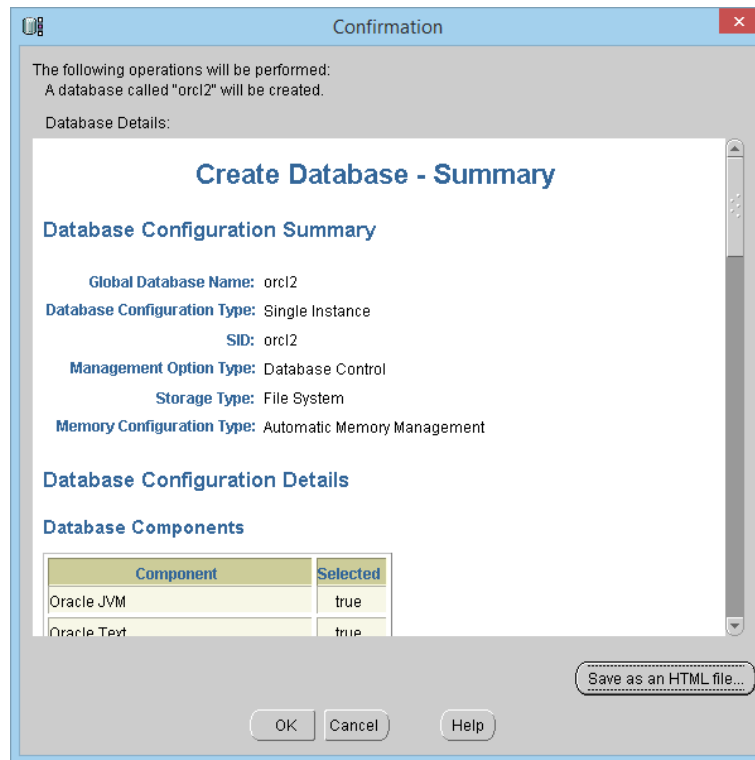 Confirmation
The following operations will be performed:
A database called "orcl2" will be created.
Database Details:
Create Database - Summary
Database Configuration Summary
Global Database Name: orcl2
Database Configuration Type: Single Instance
SID: orcl2
Management Option Type: Database Control
Storage Type: File System
Memory Configuration Type: Automatic Memory Management
Database Configuration Details
Database Components
Component Selected
Oracle JVM true
Oracle Text true
Save as an HTML file...
OK Cancel Help